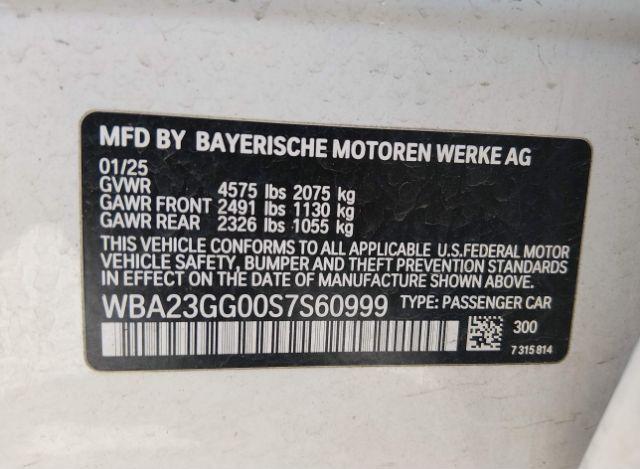 MFD BY BAYERISCHE MOTOREN WERKE AG
01/25
GVWR 4575 lbs 2075 kg
GAWR FRONT 2491 lbs 1130 kg
GAWR REAR 2326 lbs 1055 kg
THIS VEHICLE CONFORMS TO ALL APPLICABLE U.S.FEDERAL MOTOR
VEHICLE SAFETY, BUMPER AND THEFT PREVENTION STANDARDS
IN EFFECT ON THE DATE OF MANUFACTURE SHOWN ABOVE.
WBA23GG00S7S60999 TYPE: PASSENGER CAR
300
7 315 814